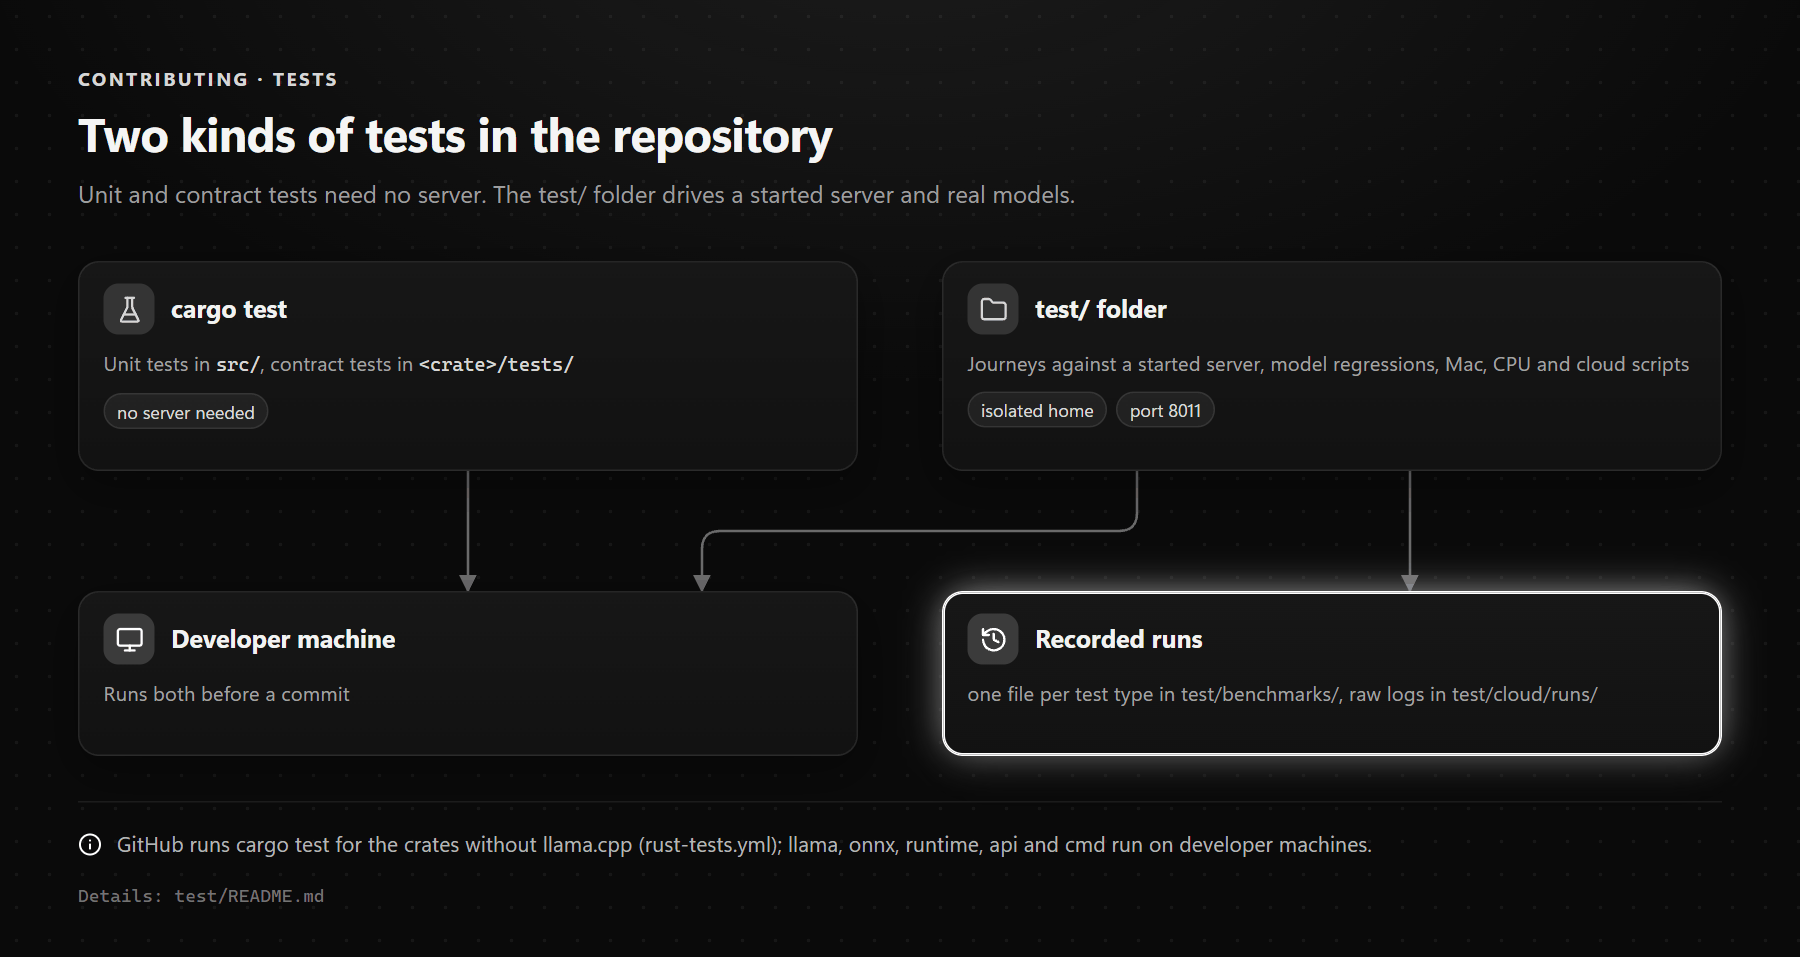 CONTRIBUTING · TESTS
Two kinds of tests in the repository
Unit and contract tests need no server. The test/ folder drives a started server and real models.
cargo test
Unit tests in src/, contract tests in <crate>/tests/
no server needed
test/ folder
Journeys against a started server, model regressions, Mac, CPU and cloud scripts
isolated home
port 8011
Developer machine
Runs both before a commit
Recorded runs
one file per test type in test/benchmarks/, raw logs in test/cloud/runs/
GitHub runs cargo test for the crates without llama.cpp (rust-tests.yml); llama, onnx, runtime, api and cmd run on developer machines.
Details: test/README.md